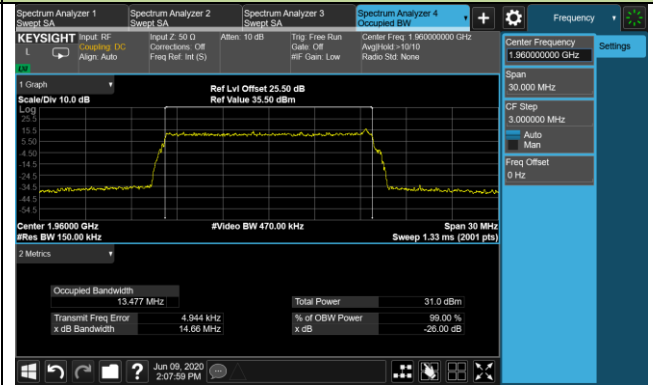 Spectrum Analyzer 1
Swept SA
Spectrum Analyzer 2
Swept SA
Spectrum Analyzer 3
Swept SA
Spectrum Analyzer 4
Occupied BW
+
Frequency
KEYSIGHT
L
Input: RF
Coupling: DC
Align: Auto
Input Z: 50 Ω
Corrections: Off
Freq Ref: Int (S)
Atten: 10 dB
Trig: Free Run
Gate: Off
#IF Gain: Low
Center Freq: 1.960000000 GHz
Avg|Hold:>10/10
Radio Std: None
Center Frequency
1.960000000 GHz
Settings
Span
30.000 MHz
CF Step
3.000000 MHz
Auto
Man
Freq Offset
0 Hz
1 Graph
Scale/Div 10.0 dB
Ref Lvl Offset 25.50 dB
Ref Value 35.50 dBm
Log
25.5
15.5
5.50
-4.50
-14.5
-24.5
-34.5
-44.5
-54.5
Center 1.96000 GHz
#Res BW 150.00 kHz
#Video BW 470.00 kHz
Span 30 MHz
Sweep 1.33 ms (2001 pts)
2 Metrics
Occupied Bandwidth
13.477 MHz
Total Power
31.0 dBm
Transmit Freq Error
4.944 kHz
% of OBW Power
99.00 %
x dB Bandwidth
14.66 MHz
x dB
-26.00 dB
?
Jun 09, 2020
2:07:59 PM